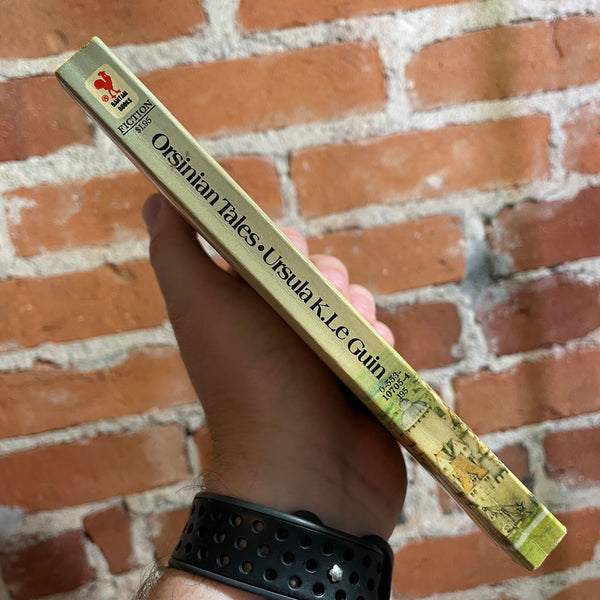 BANTAM
BOOKS
FICTION
$1.95
Orsinian Tales • Ursula K. Le Guin
0-553-
10705-4
195